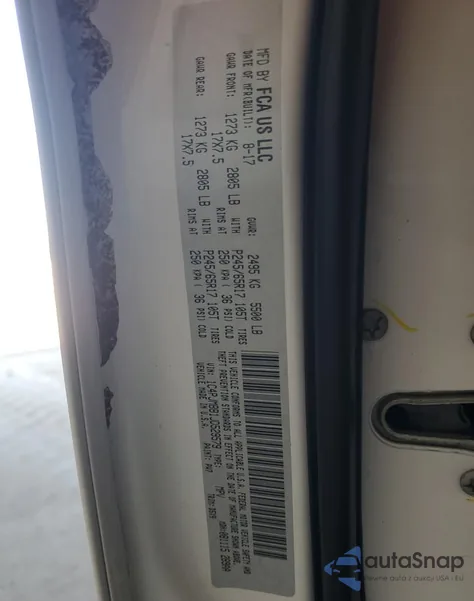 MFD BY FCA US LLC
DATE OF MFR(BUILT): 8-17 GVWR: 2495 KG 5500 LB
GAWR FRONT: 1273 KG 2805 LB WITH P245/65R17 105T TIRES
17X7.5 RIMS AT 250 KPA ( 36 PSI) COLD
GAWR REAR: 1273 KG 2805 LB WITH P245/65R17 105T TIRES
17X7.5 RIMS AT 250 KPA ( 36 PSI) COLD
THIS VEHICLE CONFORMS TO ALL APPLICABLE U.S.A. FEDERAL MOTOR VEHICLE SAFETY AND
THEFT PREVENTION STANDARDS IN EFFECT ON THE DATE OF MANUFACTURE SHOWN ABOVE.
VIN:
VEHICLE MADE IN U.S.A. PAINT: PW7 MPV
autoSnap